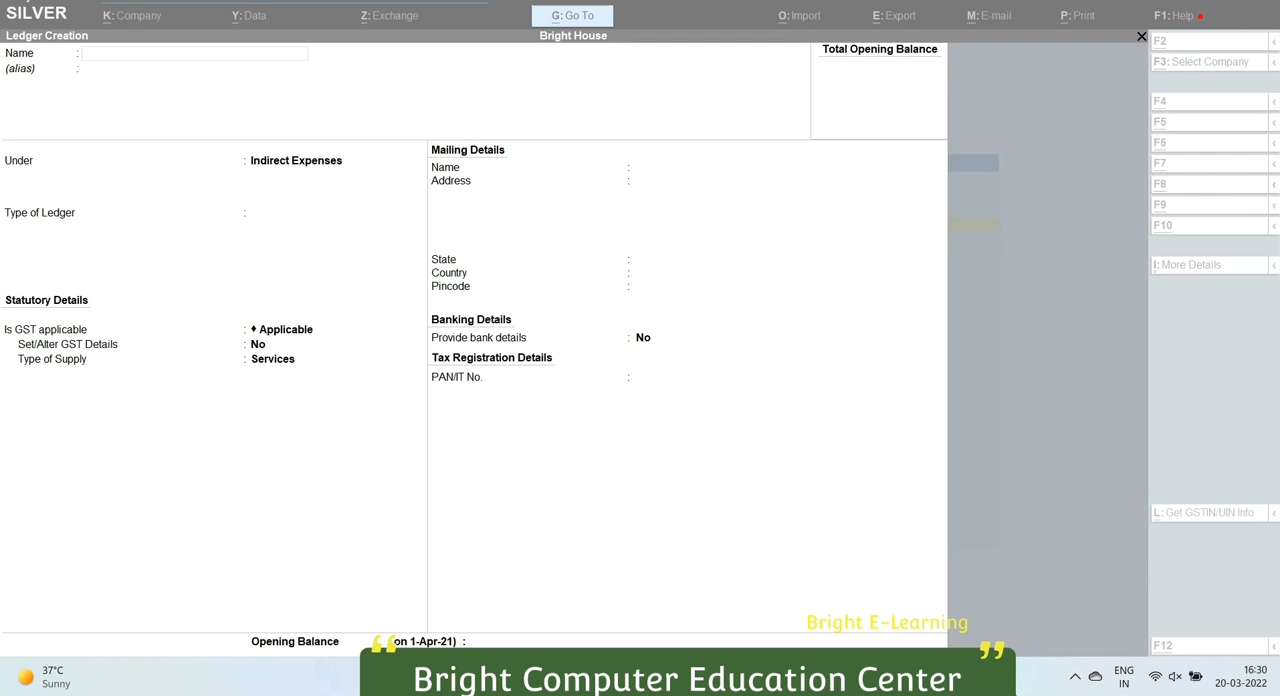 SILVER
K: Company
Y: Data
Z: Exchange
G: Go To
O: Import
E: Export
M: E-mail
P: Print
F1: Help
Ledger Creation
Bright House
Name :
(alias) :
Total Opening Balance
Under : Indirect Expenses
Type of Ledger :
Statutory Details
Is GST applicable : ♦ Applicable
Set/Alter GST Details : No
Type of Supply : Services
Mailing Details
Name :
Address :
State :
Country :
Pincode :
Banking Details
Provide bank details : No
Tax Registration Details
PAN/IT No. :
Opening Balance on 1-Apr-21) :
F2
F3: Select Company
F4
F5
F6
F7
F8
F9
F10
I: More Details
L: Get GSTIN/UIN Info
F12
Bright E-Learning
“ ”
Bright Computer Education Center
37°C
Sunny
ENG
IN
16:30
20-03-2022